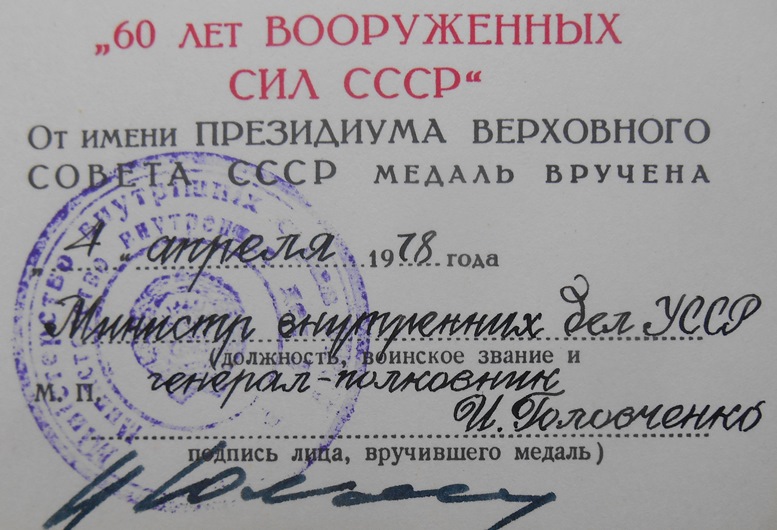 „60 ЛЕТ ВООРУЖЕННЫХ
СИЛ СССР“
От имени ПРЕЗИДИУМА ВЕРХОВНОГО
СОВЕТА СССР МЕДАЛЬ ВРУЧЕНА
„4“ апреля 1978 года
Министр внутренних дел УССР
(должность, воинское звание и
М. П. генерал-полковник
И. Головченко
подпись лица, вручившего медаль)